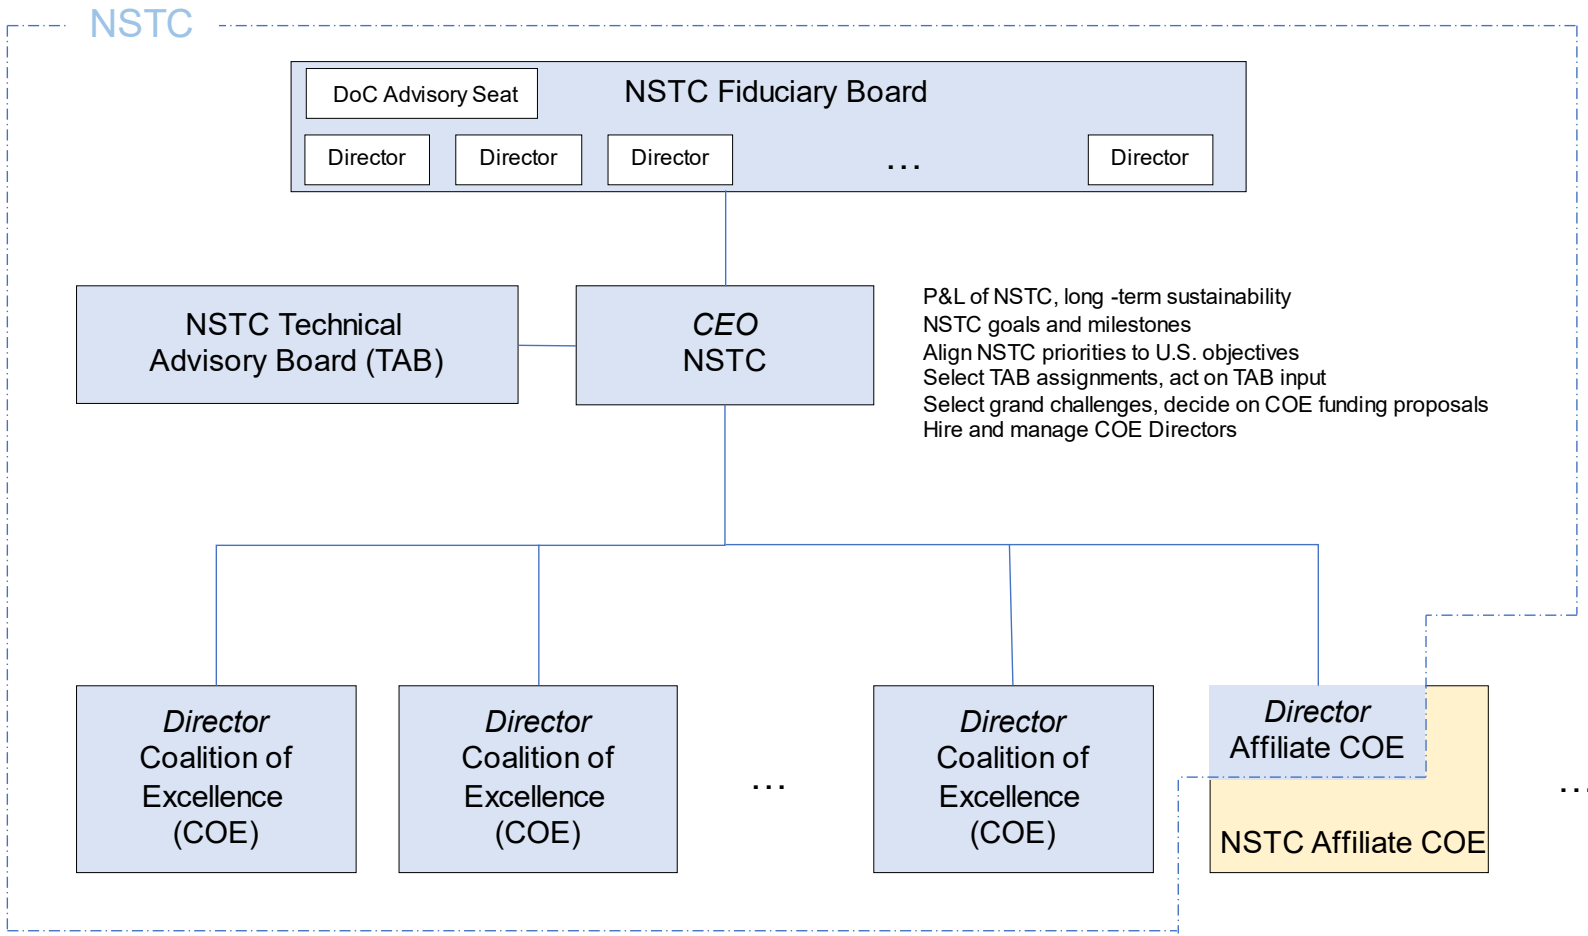 NSTC
DoC Advisory Seat
NSTC Fiduciary Board
Director
Director
Director
...
Director
NSTC Technical
Advisory Board (TAB)
CEO
NSTC
P&L of NSTC, long -term sustainability
NSTC goals and milestones
Align NSTC priorities to U.S. objectives
Select TAB assignments, act on TAB input
Select grand challenges, decide on COE funding proposals
Hire and manage COE Directors
Director
Coalition of
Excellence
(COE)
Director
Coalition of
Excellence
(COE)
...
Director
Coalition of
Excellence
(COE)
Director
Affiliate COE
NSTC Affiliate COE
...